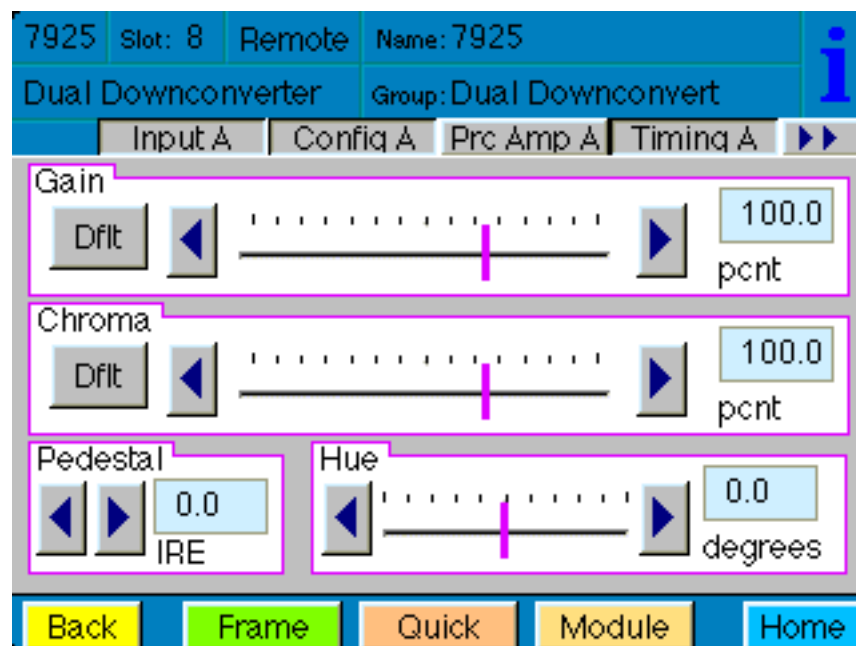 7925 Slot: 8 Remote Name: 7925
Dual Downconverter Group: Dual Downconvert
i
Input A Config A Prc Amp A Timing A
Gain
Dflt 100.0
pcnt
Chroma
Dflt 100.0
pcnt
Pedestal Hue
0.0 0.0
IRE degrees
Back Frame Quick Module Home